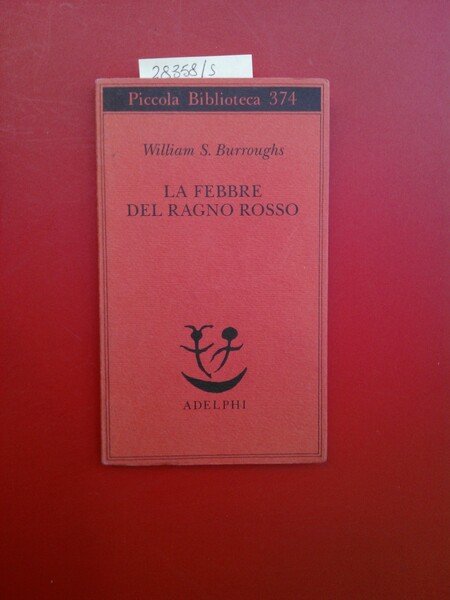 28358/s
Piccola Biblioteca 374
William S. Burroughs
LA FEBBRE
DEL RAGNO ROSSO
ADELPHI